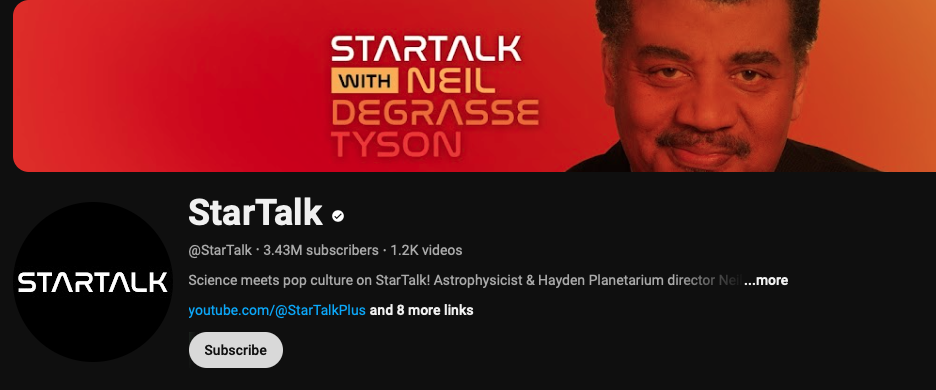 STARTALK
WITH NEIL
DEGRASSE
TYSON
StarTalk
@StarTalk · 3.43M subscribers · 1.2K videos
Science meets pop culture on StarTalk! Astrophysicist & Hayden Planetarium director Neil ...more
youtube.com/@StarTalkPlus and 8 more links
STARTALK
Subscribe